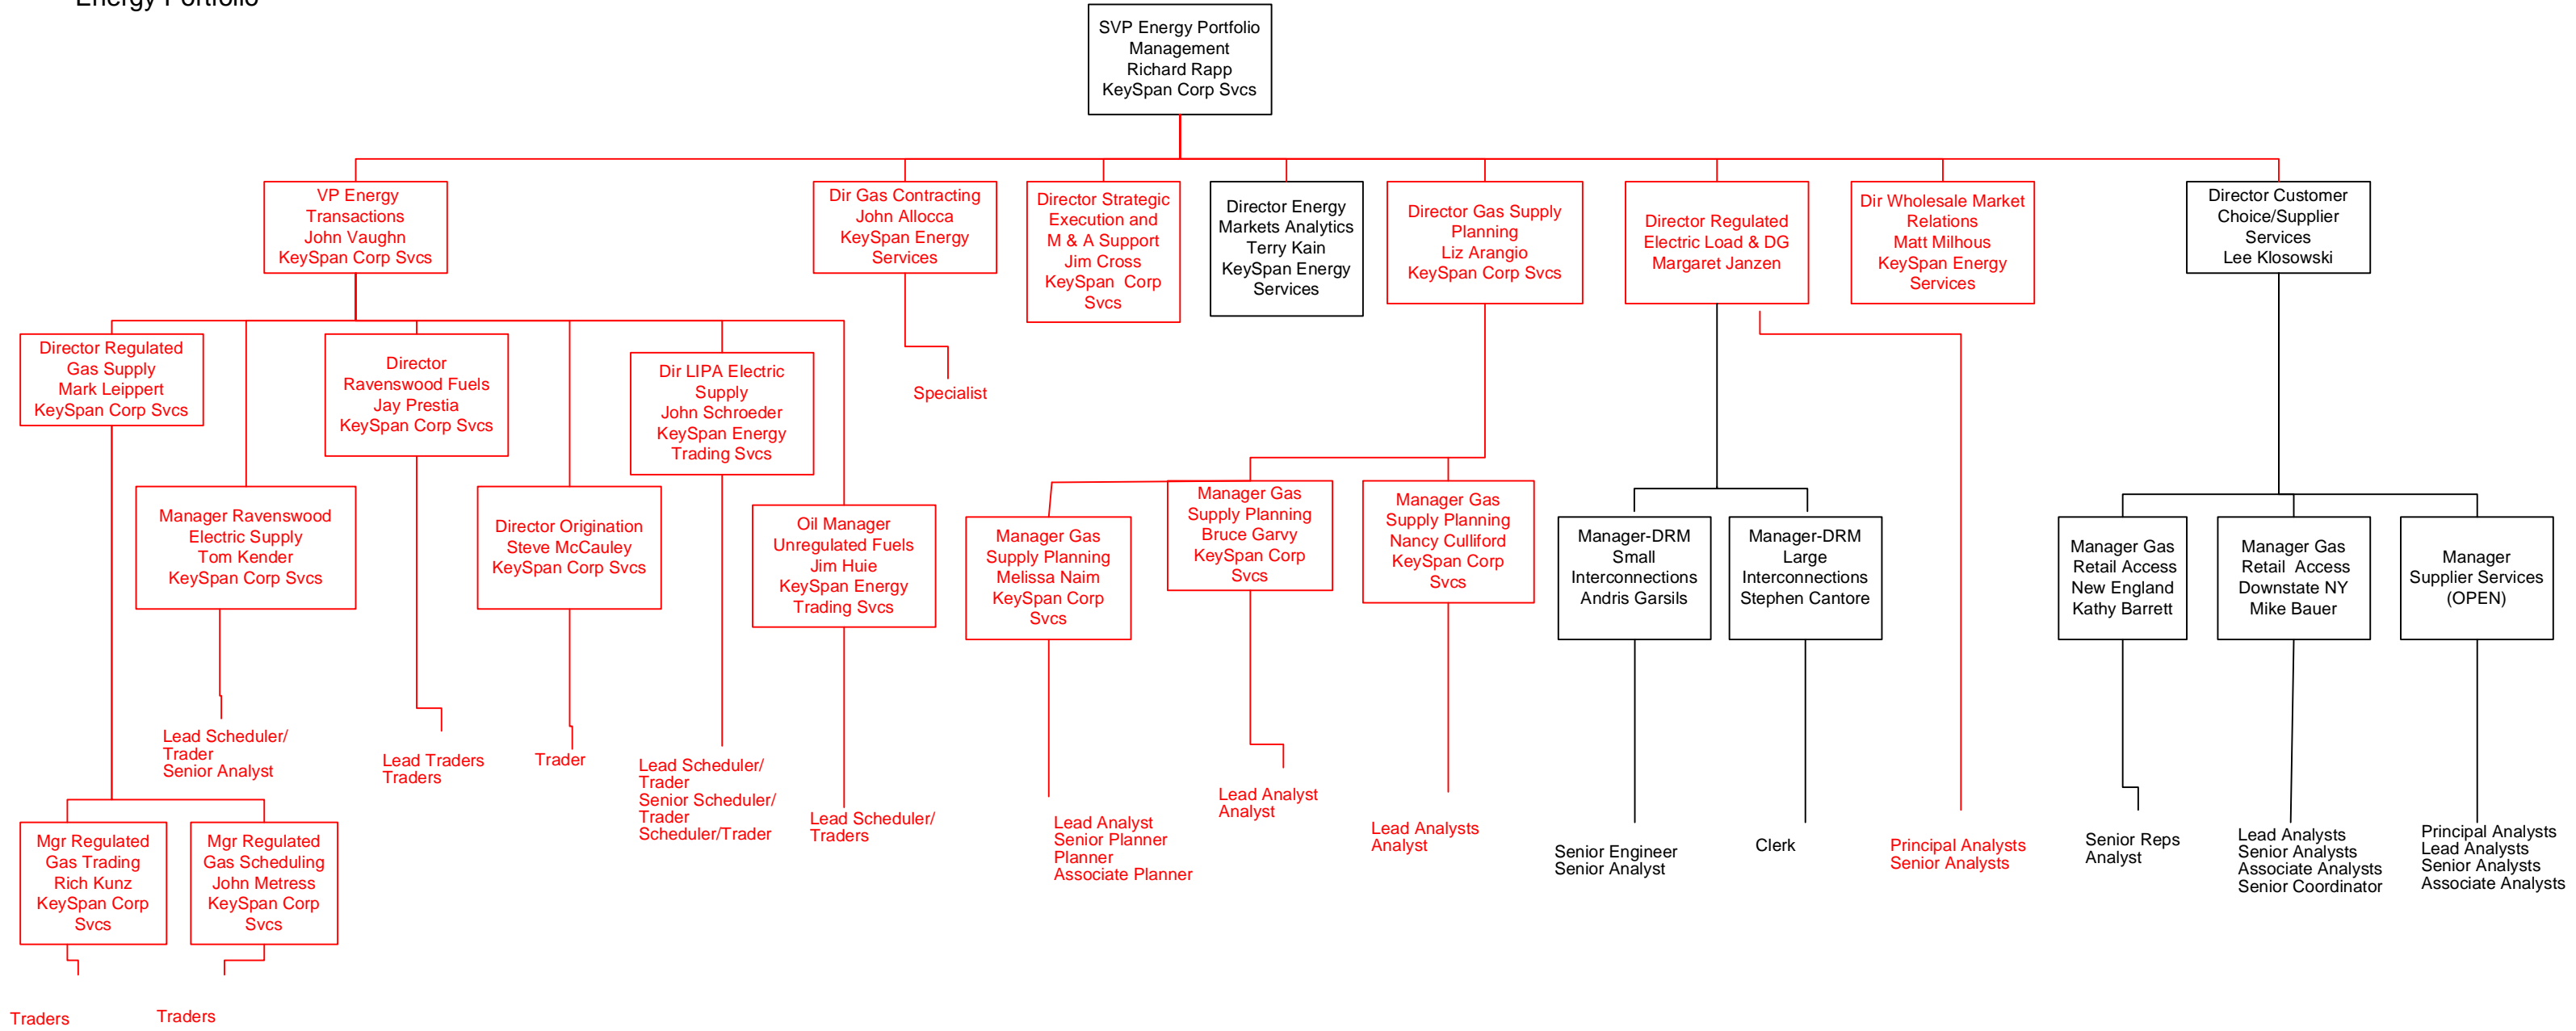 Energy Portfolio
SVP Energy Portfolio
Management
Richard Rapp
KeySpan Corp Svcs
VP Energy
Transactions
John Vaughn
KeySpan Corp Svcs
Dir Gas Contracting
John Allocca
KeySpan Energy
Services
Director Strategic
Execution and
M & A Support
Jim Cross
KeySpan Corp
Svcs
Director Energy
Markets Analytics
Terry Kain
KeySpan Energy
Services
Director Gas Supply
Planning
Liz Arangio
KeySpan Corp Svcs
Director Regulated
Electric Load & DG
Margaret Janzen
Dir Wholesale Market
Relations
Matt Milhous
KeySpan Energy
Services
Director Customer
Choice/Supplier
Services
Lee Klosowski
Director Regulated
Gas Supply
Mark Leippert
KeySpan Corp Svcs
Director
Ravenswood Fuels
Jay Prestia
KeySpan Corp Svcs
Dir LIPA Electric
Supply
John Schroeder
KeySpan Energy
Trading Svcs
Specialist
Manager Ravenswood
Electric Supply
Tom Kender
KeySpan Corp Svcs
Director Origination
Steve McCauley
KeySpan Corp Svcs
Oil Manager
Unregulated Fuels
Jim Huie
KeySpan Energy
Trading Svcs
Manager Gas
Supply Planning
Melissa Naim
KeySpan Corp
Svcs
Manager Gas
Supply Planning
Bruce Garvy
KeySpan Corp
Svcs
Manager Gas
Supply Planning
Nancy Culliford
KeySpan Corp
Svcs
Manager-DRM
Small
Interconnections
Andris Garsils
Manager-DRM
Large
Interconnections
Stephen Cantore
Manager Gas
Retail Access
New England
Kathy Barrett
Manager Gas
Retail Access
Downstate NY
Mike Bauer
Manager
Supplier Services
(OPEN)
Lead Scheduler/
Trader
Senior Analyst
Lead Traders
Traders
Trader
Lead Scheduler/
Trader
Senior Scheduler/
Trader
Scheduler/Trader
Lead Scheduler/
Traders
Lead Analyst
Senior Planner
Planner
Associate Planner
Lead Analyst
Analyst
Lead Analysts
Analyst
Senior Engineer
Senior Analyst
Clerk
Principal Analysts
Senior Analysts
Senior Reps
Analyst
Lead Analysts
Senior Analysts
Associate Analysts
Senior Coordinator
Principal Analysts
Lead Analysts
Senior Analysts
Associate Analysts
Mgr Regulated
Gas Trading
Rich Kunz
KeySpan Corp
Svcs
Mgr Regulated
Gas Scheduling
John Metress
KeySpan Corp
Svcs
Traders
Traders